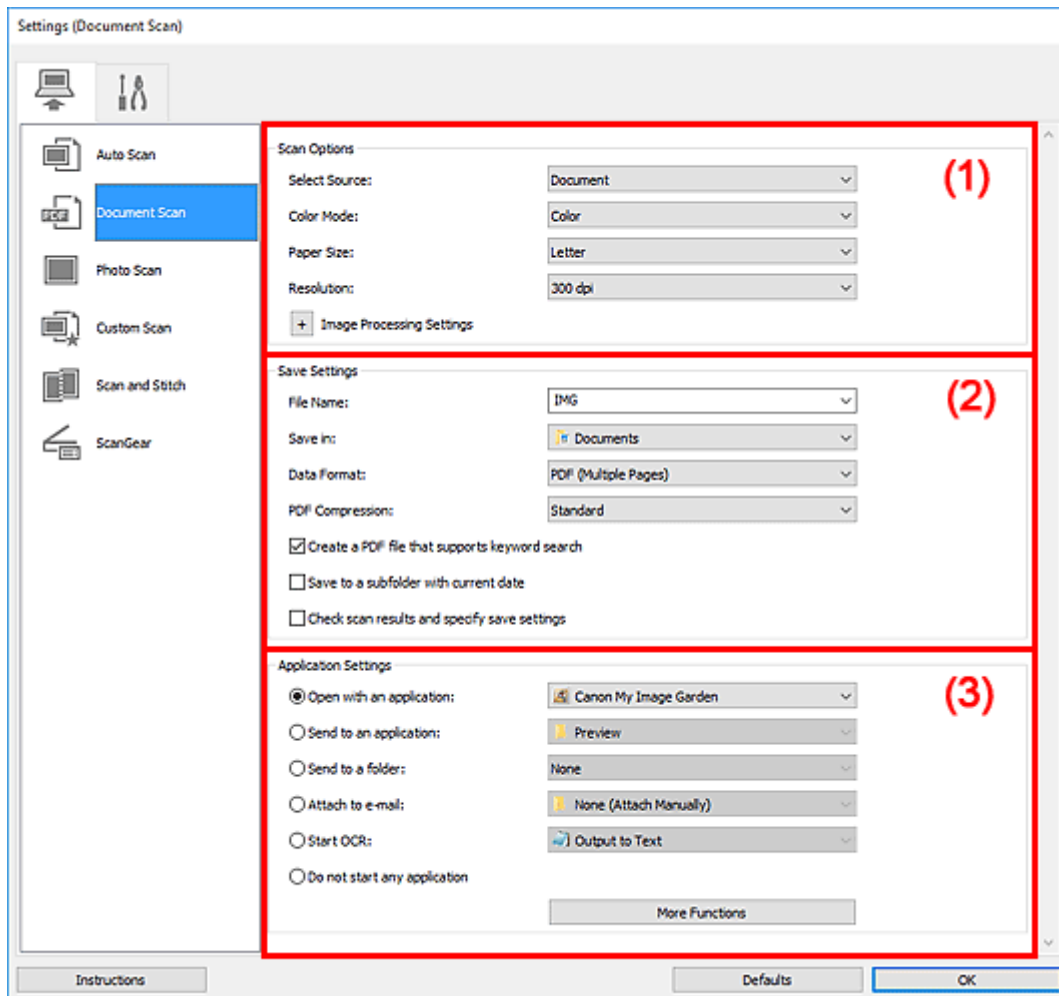 Settings (Document Scan)
Auto Scan
Document Scan
Photo Scan
Custom Scan
Scan and Stitch
ScanGear
Scan Options
(1)
Select Source: Document
Color Mode: Color
Paper Size: Letter
Resolution: 300 dpi
+ Image Processing Settings
Save Settings
(2)
File Name: IMG
Save in: Documents
Data Format: PDF (Multiple Pages)
PDF Compression: Standard
Create a PDF file that supports keyword search
Save to a subfolder with current date
Check scan results and specify save settings
Application Settings
(3)
Open with an application: Canon My Image Garden
Send to an application: Preview
Send to a folder: None
Attach to e-mail: None (Attach Manually)
Start OCR: Output to Text
Do not start any application
More Functions
Instructions Defaults OK